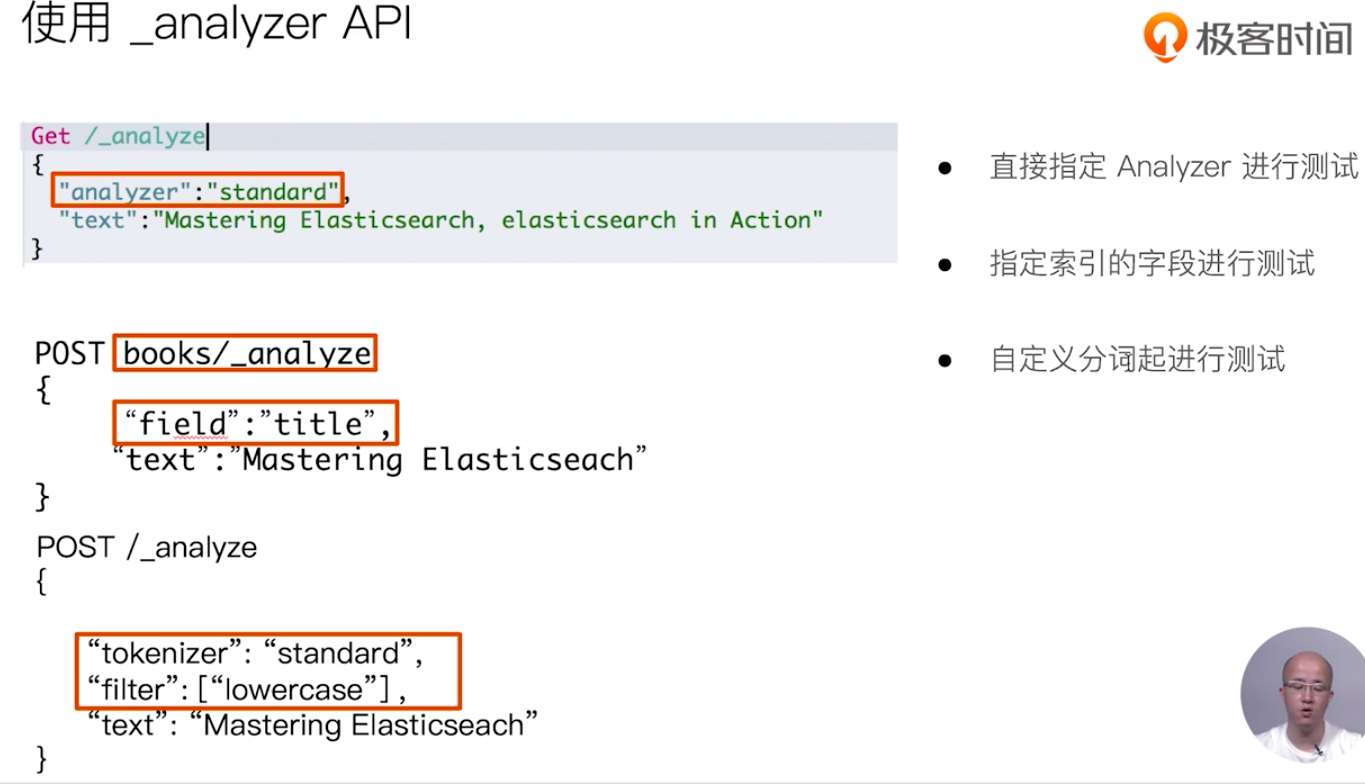 使用 _analyzer API
极客时间
Get /_analyze
{
"analyzer":"standard",
"text":"Mastering Elasticsearch, elasticsearch in Action"
}
● 直接指定 Analyzer 进行测试
● 指定索引的字段进行测试
● 自定义分词起进行测试
POST books/_analyze
{
“field”:”title”,
“text”:”Mastering Elasticseach”
}
POST /_analyze
{
“tokenizer”: “standard”,
“filter”: [“lowercase”] ,
“text”: “Mastering Elasticseach”
}